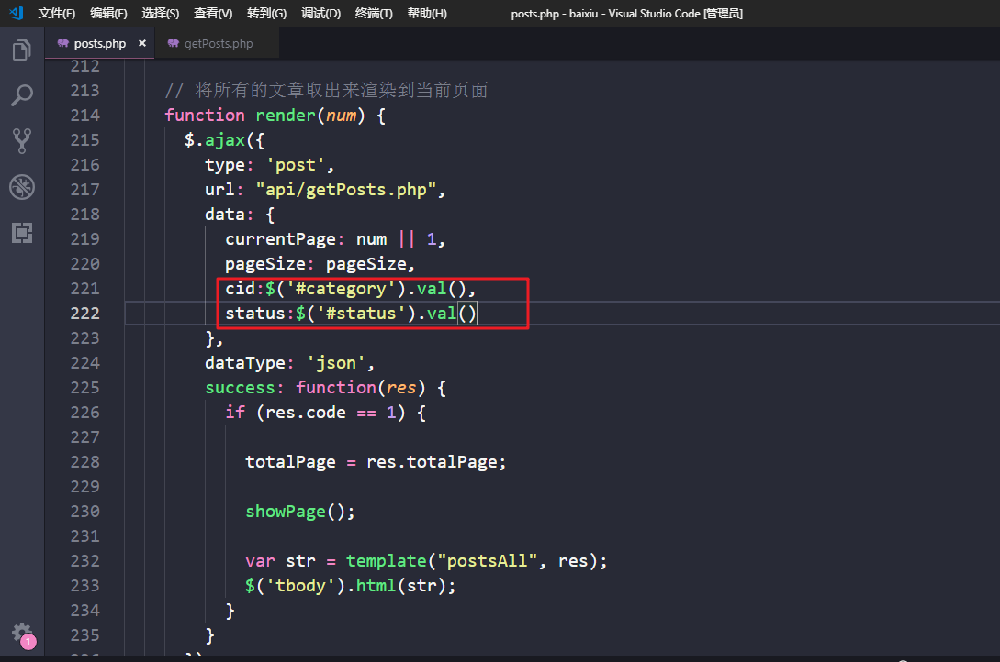 文件(F) 编辑(E) 选择(S) 查看(V) 转到(G) 调试(D) 终端(T) 帮助(H) posts.php - baixiu - Visual Studio Code [管理员]
posts.php × getPosts.php
212
213 // 将所有的文章取出来渲染到当前页面
214 function render(num) {
215 $.ajax({
216 type: 'post',
217 url: "api/getPosts.php",
218 data: {
219 currentPage: num || 1,
220 pageSize: pageSize,
221 cid:$('#category').val(),
222 status:$('#status').val()
223 },
224 dataType: 'json',
225 success: function(res) {
226 if (res.code == 1) {
227
228 totalPage = res.totalPage;
229
230 showPage();
231
232 var str = template("postsAll", res);
233 $('tbody').html(str);
234 }
235 }
1